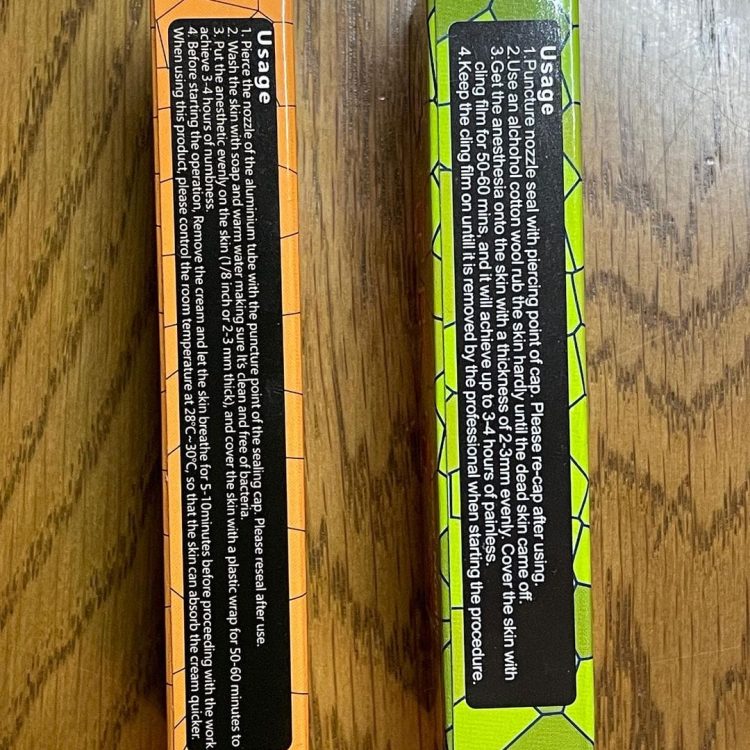 Usage
1. Pierce the nozzle of the aluminium tube with the puncture point of the sealing cap. Please reseal after use.
2. Wash the skin with soap and warm water making sure it's clean and free of bacteria.
3. Put the anesthetic evenly on the skin (1/8 inch or 2-3 mm thick), and cover the skin with a plastic wrap for 50-60 minutes to
achieve 3-4 hours of numbness.
4. Before starting the operation, Remove the cream and let the skin breathe for 5-10minutes before proceeding with the work
When using this product, please control the room temperature at 28°C~30°C, so that the skin can absorb the cream quicker.
Usage
1.Puncture nozzle seal with piercing point of cap. Please re-cap after using.
2.Use an alchohol cotton wool rub the skin hardly until the dead skin came off.
3.Get the anesthesia onto the skin with a thickness of 2-3mm evenly. Cover the skin with
cling film for 50-60 mins, and it will achieve up to 3-4 hours of painless.
4.Keep the cling film on until it is removed by the professional when starting the procedure.